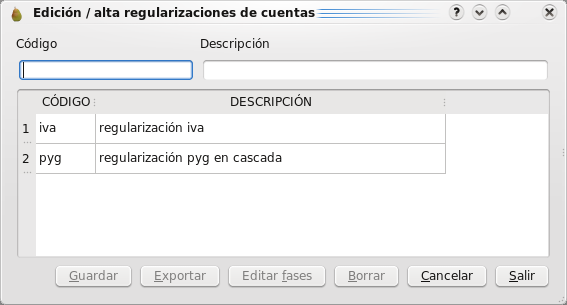 Edición / alta regularizaciones de cuentas
Código Descripción
CÓDIGO DESCRIPCIÓN
1 iva regularización iva
2 pyg regularización pyg en cascada
Guardar Exportar Editar fases Borrar Cancelar Salir